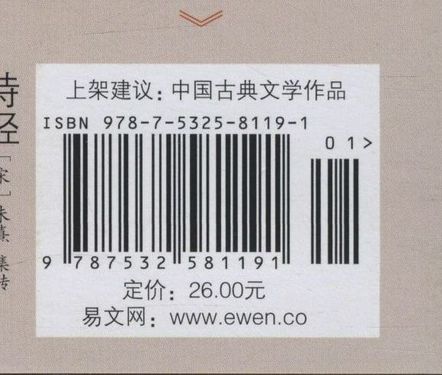 上架建议：中国古典文学作品
ISBN 978-7-5325-8119-1
01>
9 787532 581191
定价：26.00元
易文网：www.ewen.co
诗经
[宋] 朱熹 集传